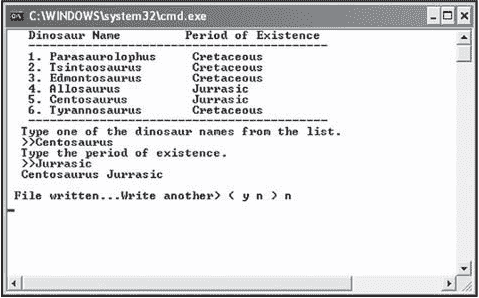 C:\WINDOWS\system32\cmd.exe
Dinosaur Name Period of Existence
----------------------------------------
1. Parasaurolophus Cretaceous
2. Tsintaosaurus Cretaceous
3. Edmontosaurus Cretaceous
4. Allosaurus Jurrasic
5. Centosaurus Jurrasic
6. Tyrannosaurus Cretaceous
----------------------------------------
Type one of the dinosaur names from the list.
>>Centosaurus
Type the period of existence.
>>Jurrasic
Centosaurus Jurrasic
File written...Write another> ( y n ) n